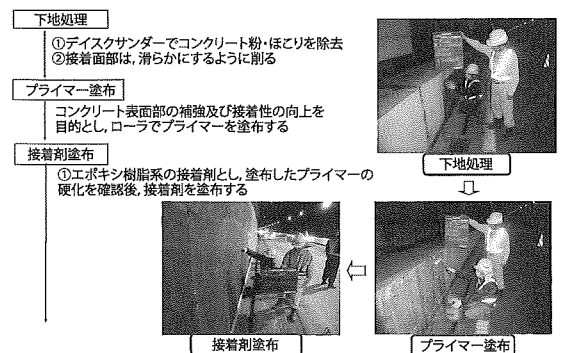 下地処理
①デイスクサンダーでコンクリート粉・ほこりを除去
②接着面部は，滑らかにするように削る
プライマー塗布
コンクリート表面部の補強及び接着性の向上を
目的とし，ローラでプライマーを塗布する
接着剤塗布
①エポキシ樹脂系の接着剤とし，塗布したプライマーの
硬化を確認後，接着剤を塗布する
下地処理
接着剤塗布
プライマー塗布